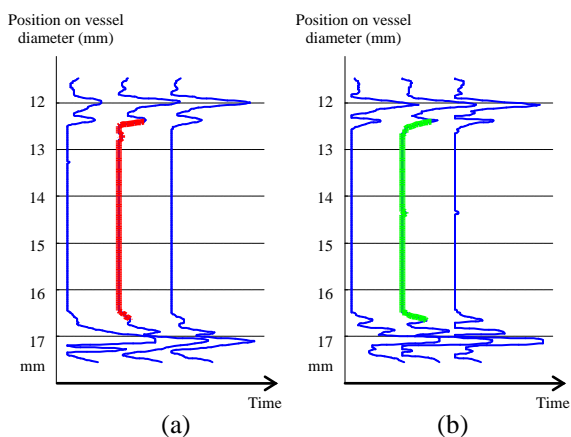 Position on vessel
diameter (mm)
12
13
14
15
16
17
mm
Time
(a)
Position on vessel
diameter (mm)
12
13
14
15
16
17
mm
Time
(b)